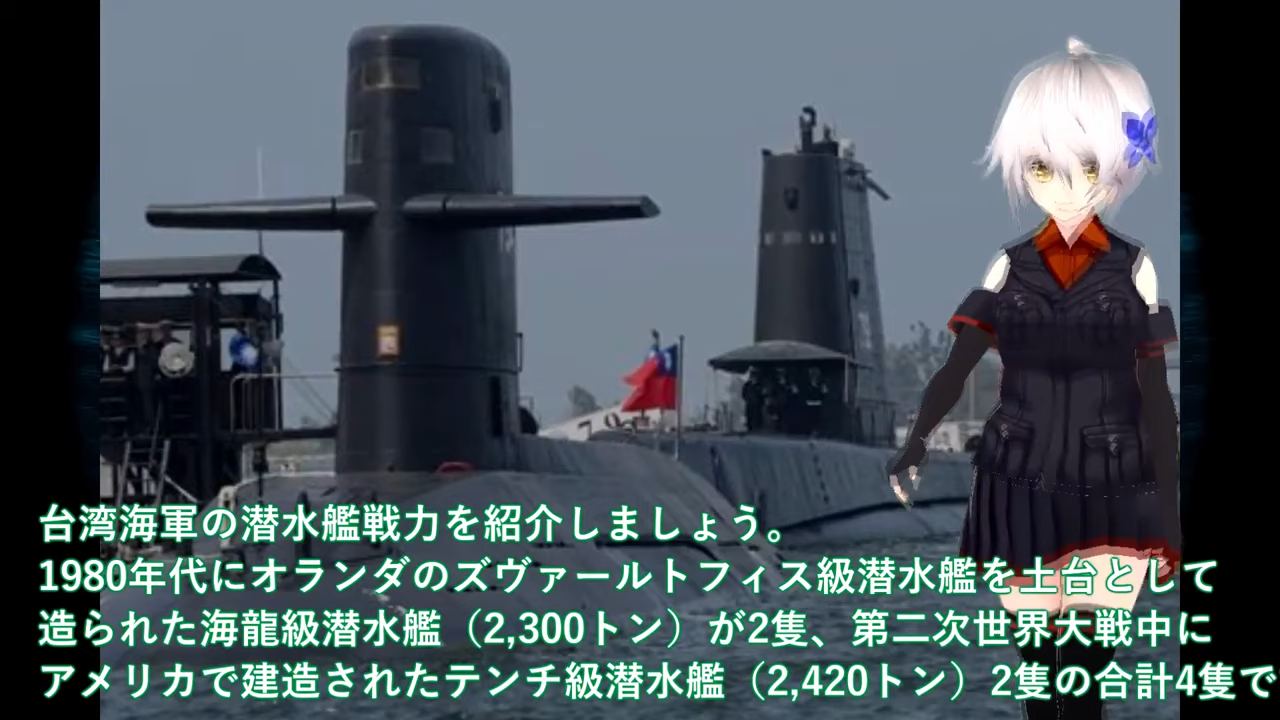 台湾海軍の潜水艦戦力を紹介しましょう。
1980年代にオランダのズヴァールトフィス級潜水艦を土台として
造られた海龍級潜水艦（2,300トン）が2隻、第二次世界大戦中に
アメリカで建造されたテンチ級潜水艦（2,420トン）2隻の合計4隻で